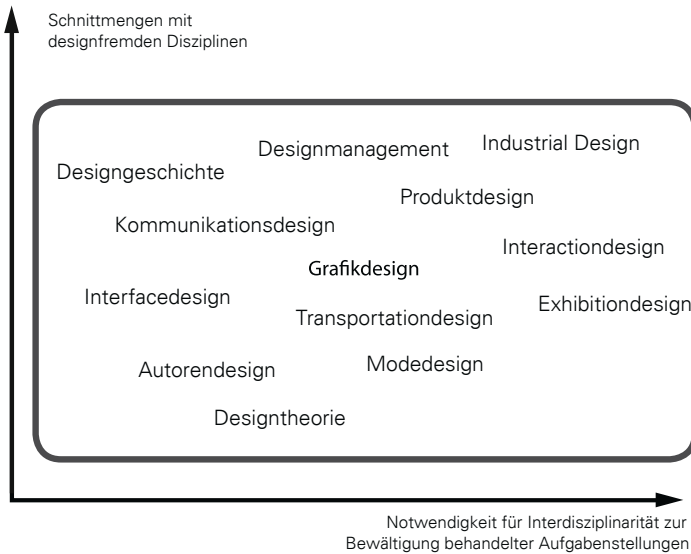 Schnittmengen mit
designfremden Disziplinen
Designmanagement
Industrial Design
Designgeschichte
Produktdesign
Kommunikationsdesign
Interactiondesign
Grafikdesign
Interfacedesign
Exhibitiondesign
Transportationdesign
Modedesign
Autorendesign
Designtheorie
Notwendigkeit für Interdisziplinarität zur
Bewältigung behandelter Aufgabenstellungen